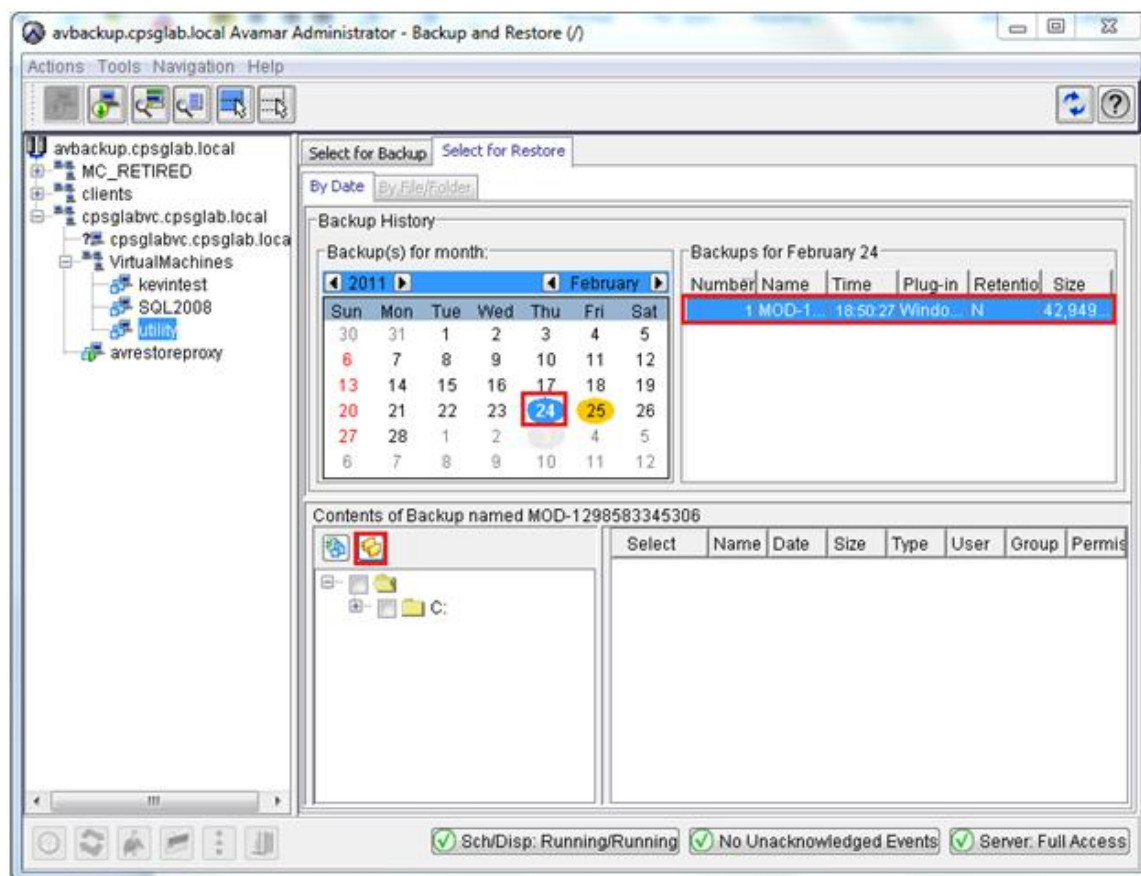 avbackup.cpsglab.local Avamar Administrator - Backup and Restore (/)
Actions Tools Navigation Help
avbackup.cpsglab.local
MC_RETIRED
clients
cpsglabvc.cpsglab.local
cpsglabvc.cpsglab.loca
VirtualMachines
kevintest
SQL2008
utility
avrestoreproxy
Select for Backup Select for Restore
By Date By File/Folder
Backup History
Backup(s) for month:
2011 February
Sun Mon Tue Wed Thu Fri Sat
30 31 1 2 3 4 5
6 7 8 9 10 11 12
13 14 15 16 17 18 19
20 21 22 23 24 25 26
27 28 1 2 3 4 5
6 7 8 9 10 11 12
Backups for February 24
Number Name Time Plug-in Retentio Size
1 MOD-1... 18:50:27 Windo... N 42,949...
Contents of Backup named MOD-1298583345306
C:
Select Name Date Size Type User Group Permis
Sch/Disp: Running/Running No Unacknowledged Events Server: Full Access